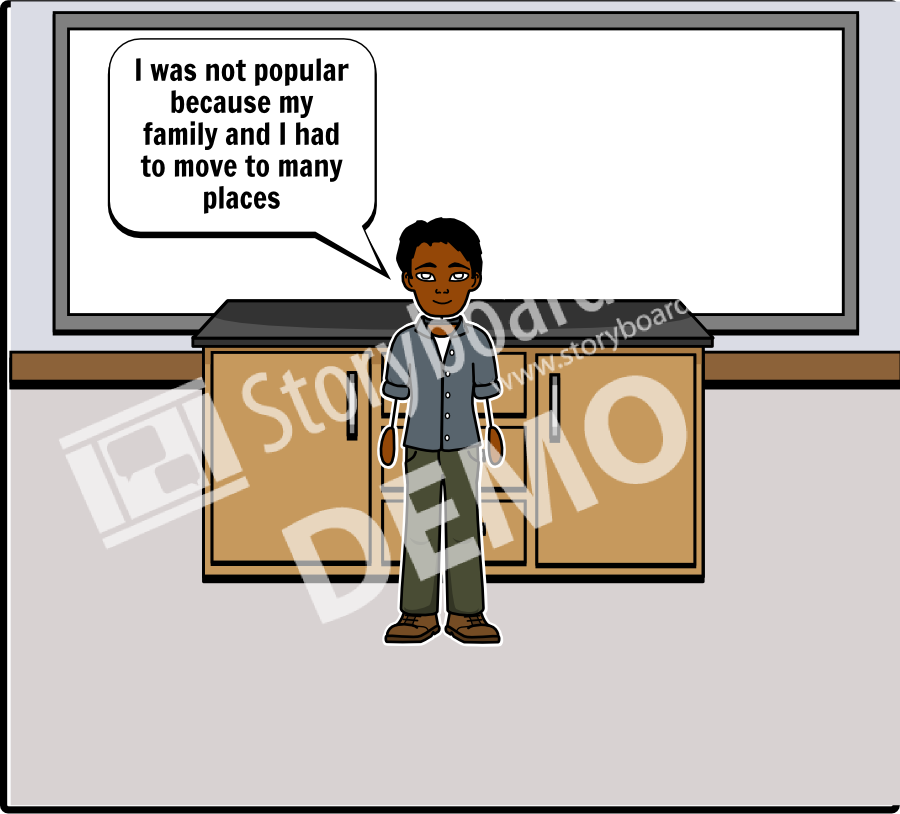 I was not popular
because my
family and I had
to move to many
places
Storyboard
www.storyboard
DEMO